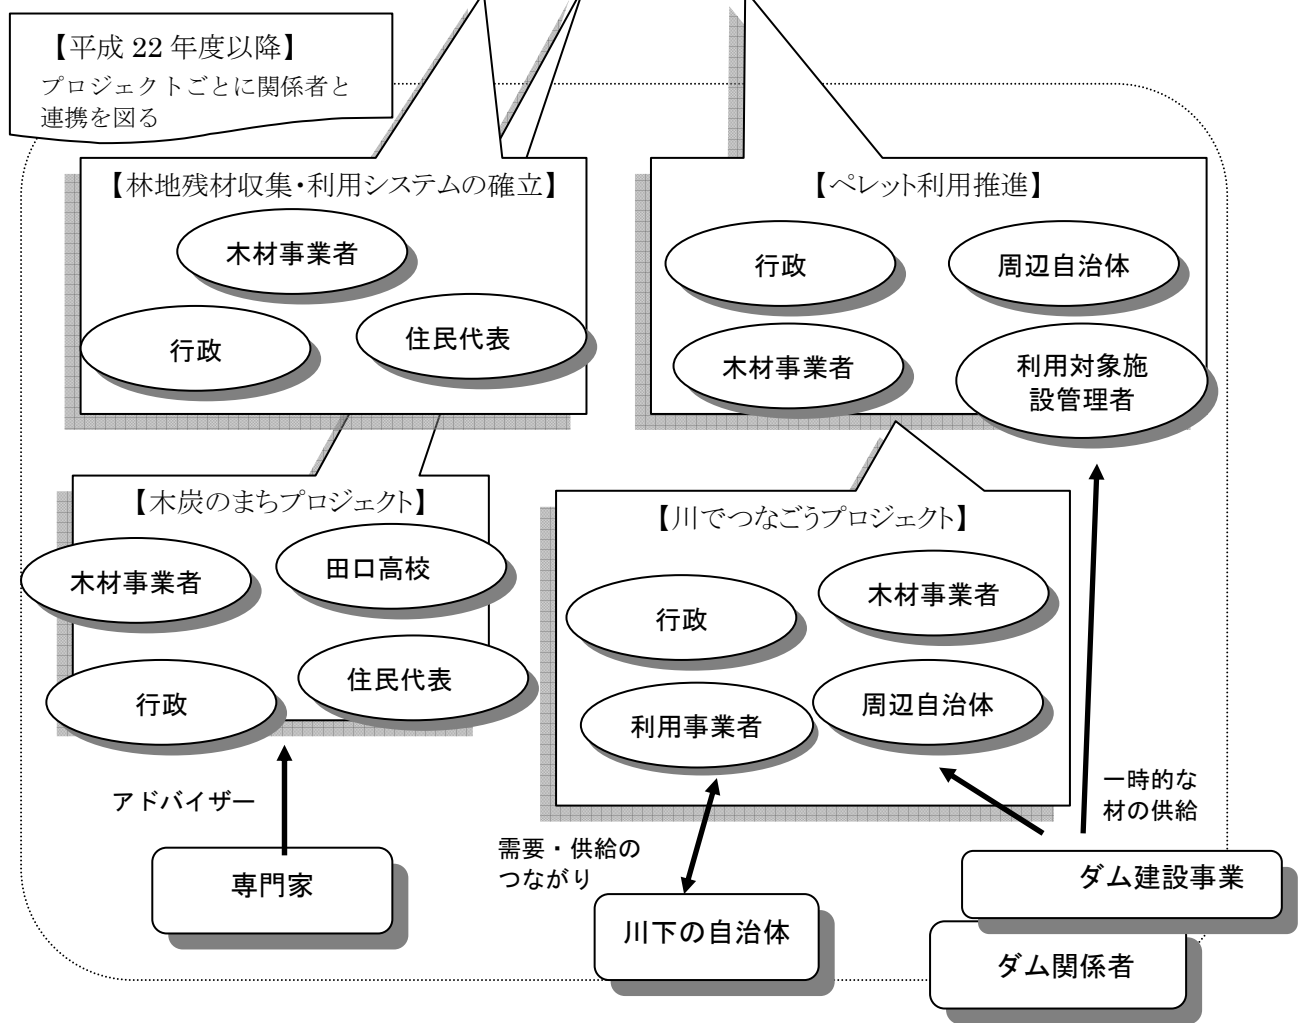 【平成 22 年度以降】
プロジェクトごとに関係者と
連携を図る
【林地残材収集・利用システムの確立】
木材事業者
行政
住民代表
【ペレット利用推進】
行政
周辺自治体
木材事業者
利用対象施
設管理者
【木炭のまちプロジェクト】
木材事業者
田口高校
行政
住民代表
【川でつなごうプロジェクト】
行政
木材事業者
利用事業者
周辺自治体
アドバイザー
専門家
需要・供給の
つながり
川下の自治体
一時的な
材の供給
ダム建設事業
ダム関係者